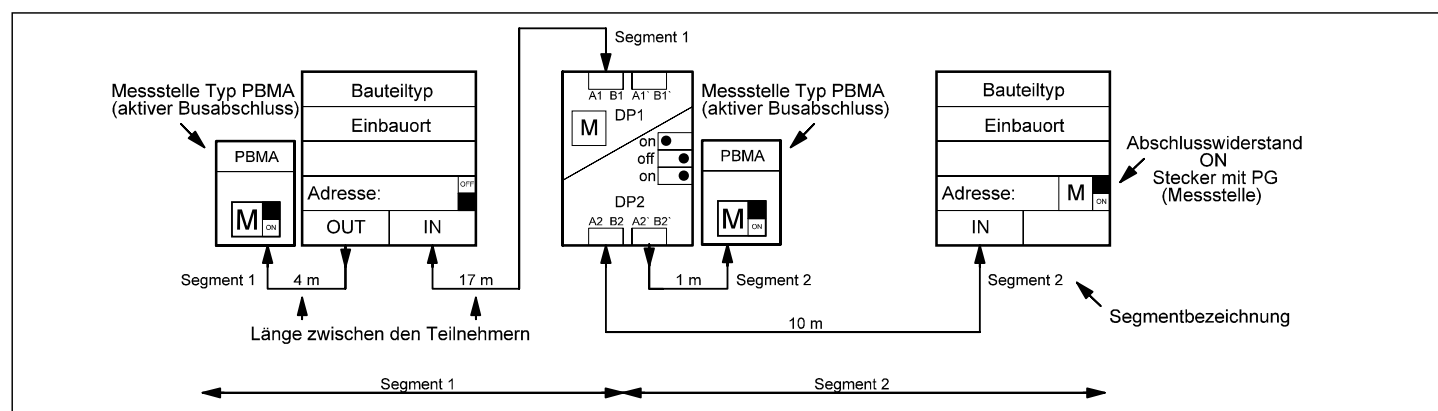 Segment 1
Messstelle Typ PBMA
(aktiver Busabschluss)
PBMA
M
ON
Bauteiltyp
Einbauort
Adresse:
OFF
OUT
IN
A1 B1 A1` B1`
DP1
M
on
off
on
DP2
A2 B2 A2` B2`
Messstelle Typ PBMA
(aktiver Busabschluss)
PBMA
M
ON
Bauteiltyp
Einbauort
Adresse:
M
ON
IN
Abschlusswiderstand
ON
Stecker mit PG
(Messstelle)
Segment 1
4 m
17 m
1 m
Segment 2
Segment 2
Länge zwischen den Teilnehmern
10 m
Segmentbezeichnung
Segment 1
Segment 2